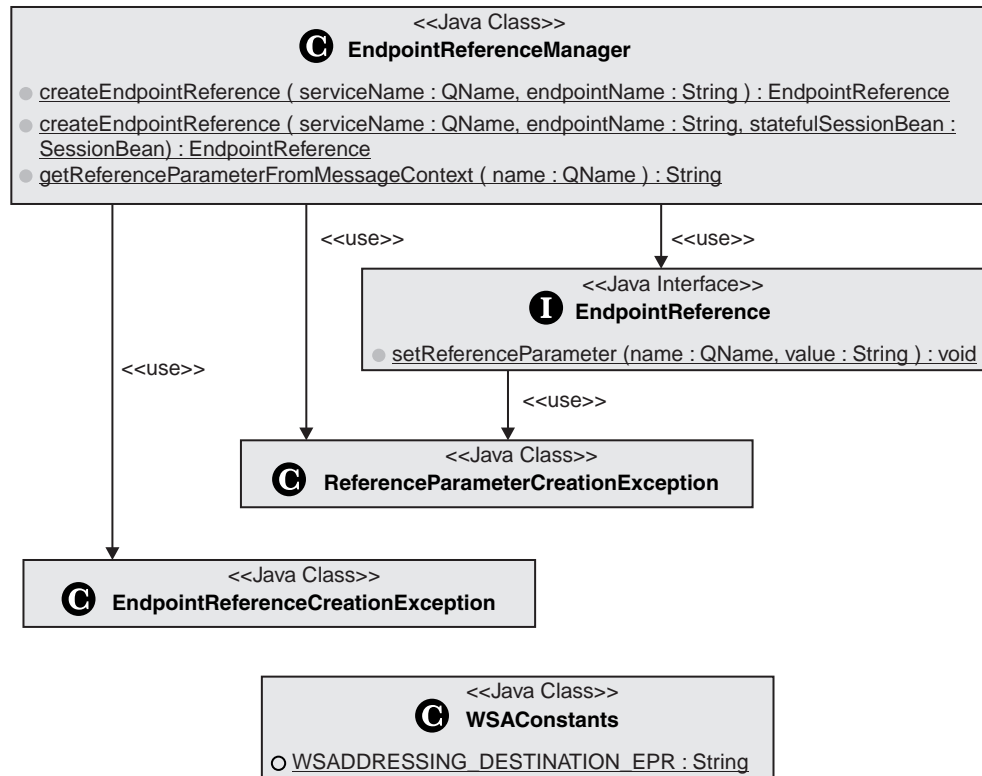 <<Java Class>>
C EndpointReferenceManager
createEndpointReference ( serviceName : QName, endpointName : String ) : EndpointReference
createEndpointReference ( serviceName : QName, endpointName : String, statefulSessionBean :
SessionBean) : EndpointReference
getReferenceParameterFromMessageContext ( name : QName ) : String
<<use>>
<<use>>
<<Java Interface>>
I EndpointReference
setReferenceParameter (name : QName, value : String ) : void
<<use>>
<<use>>
<<Java Class>>
C ReferenceParameterCreationException
<<Java Class>>
C EndpointReferenceCreationException
<<Java Class>>
C WSAConstants
WSADDRESSING_DESTINATION_EPR : String